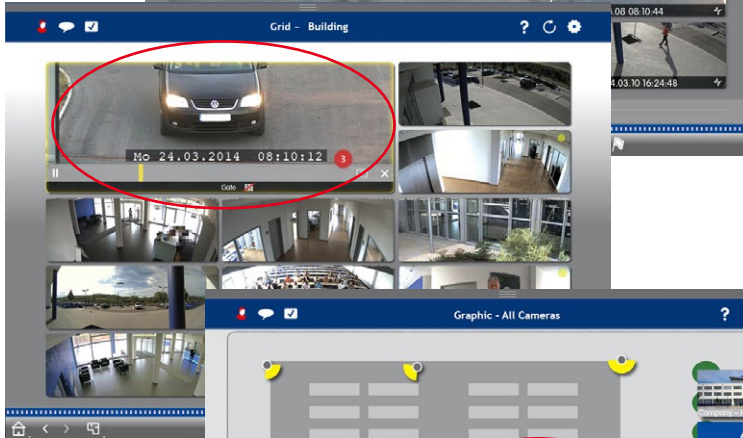 Grid - Building
?
.08 08:10:44
4.03.10 16:24:48
Mo 24.03.2014 08:10:12
3
Gate
Graphic - All Cameras
?